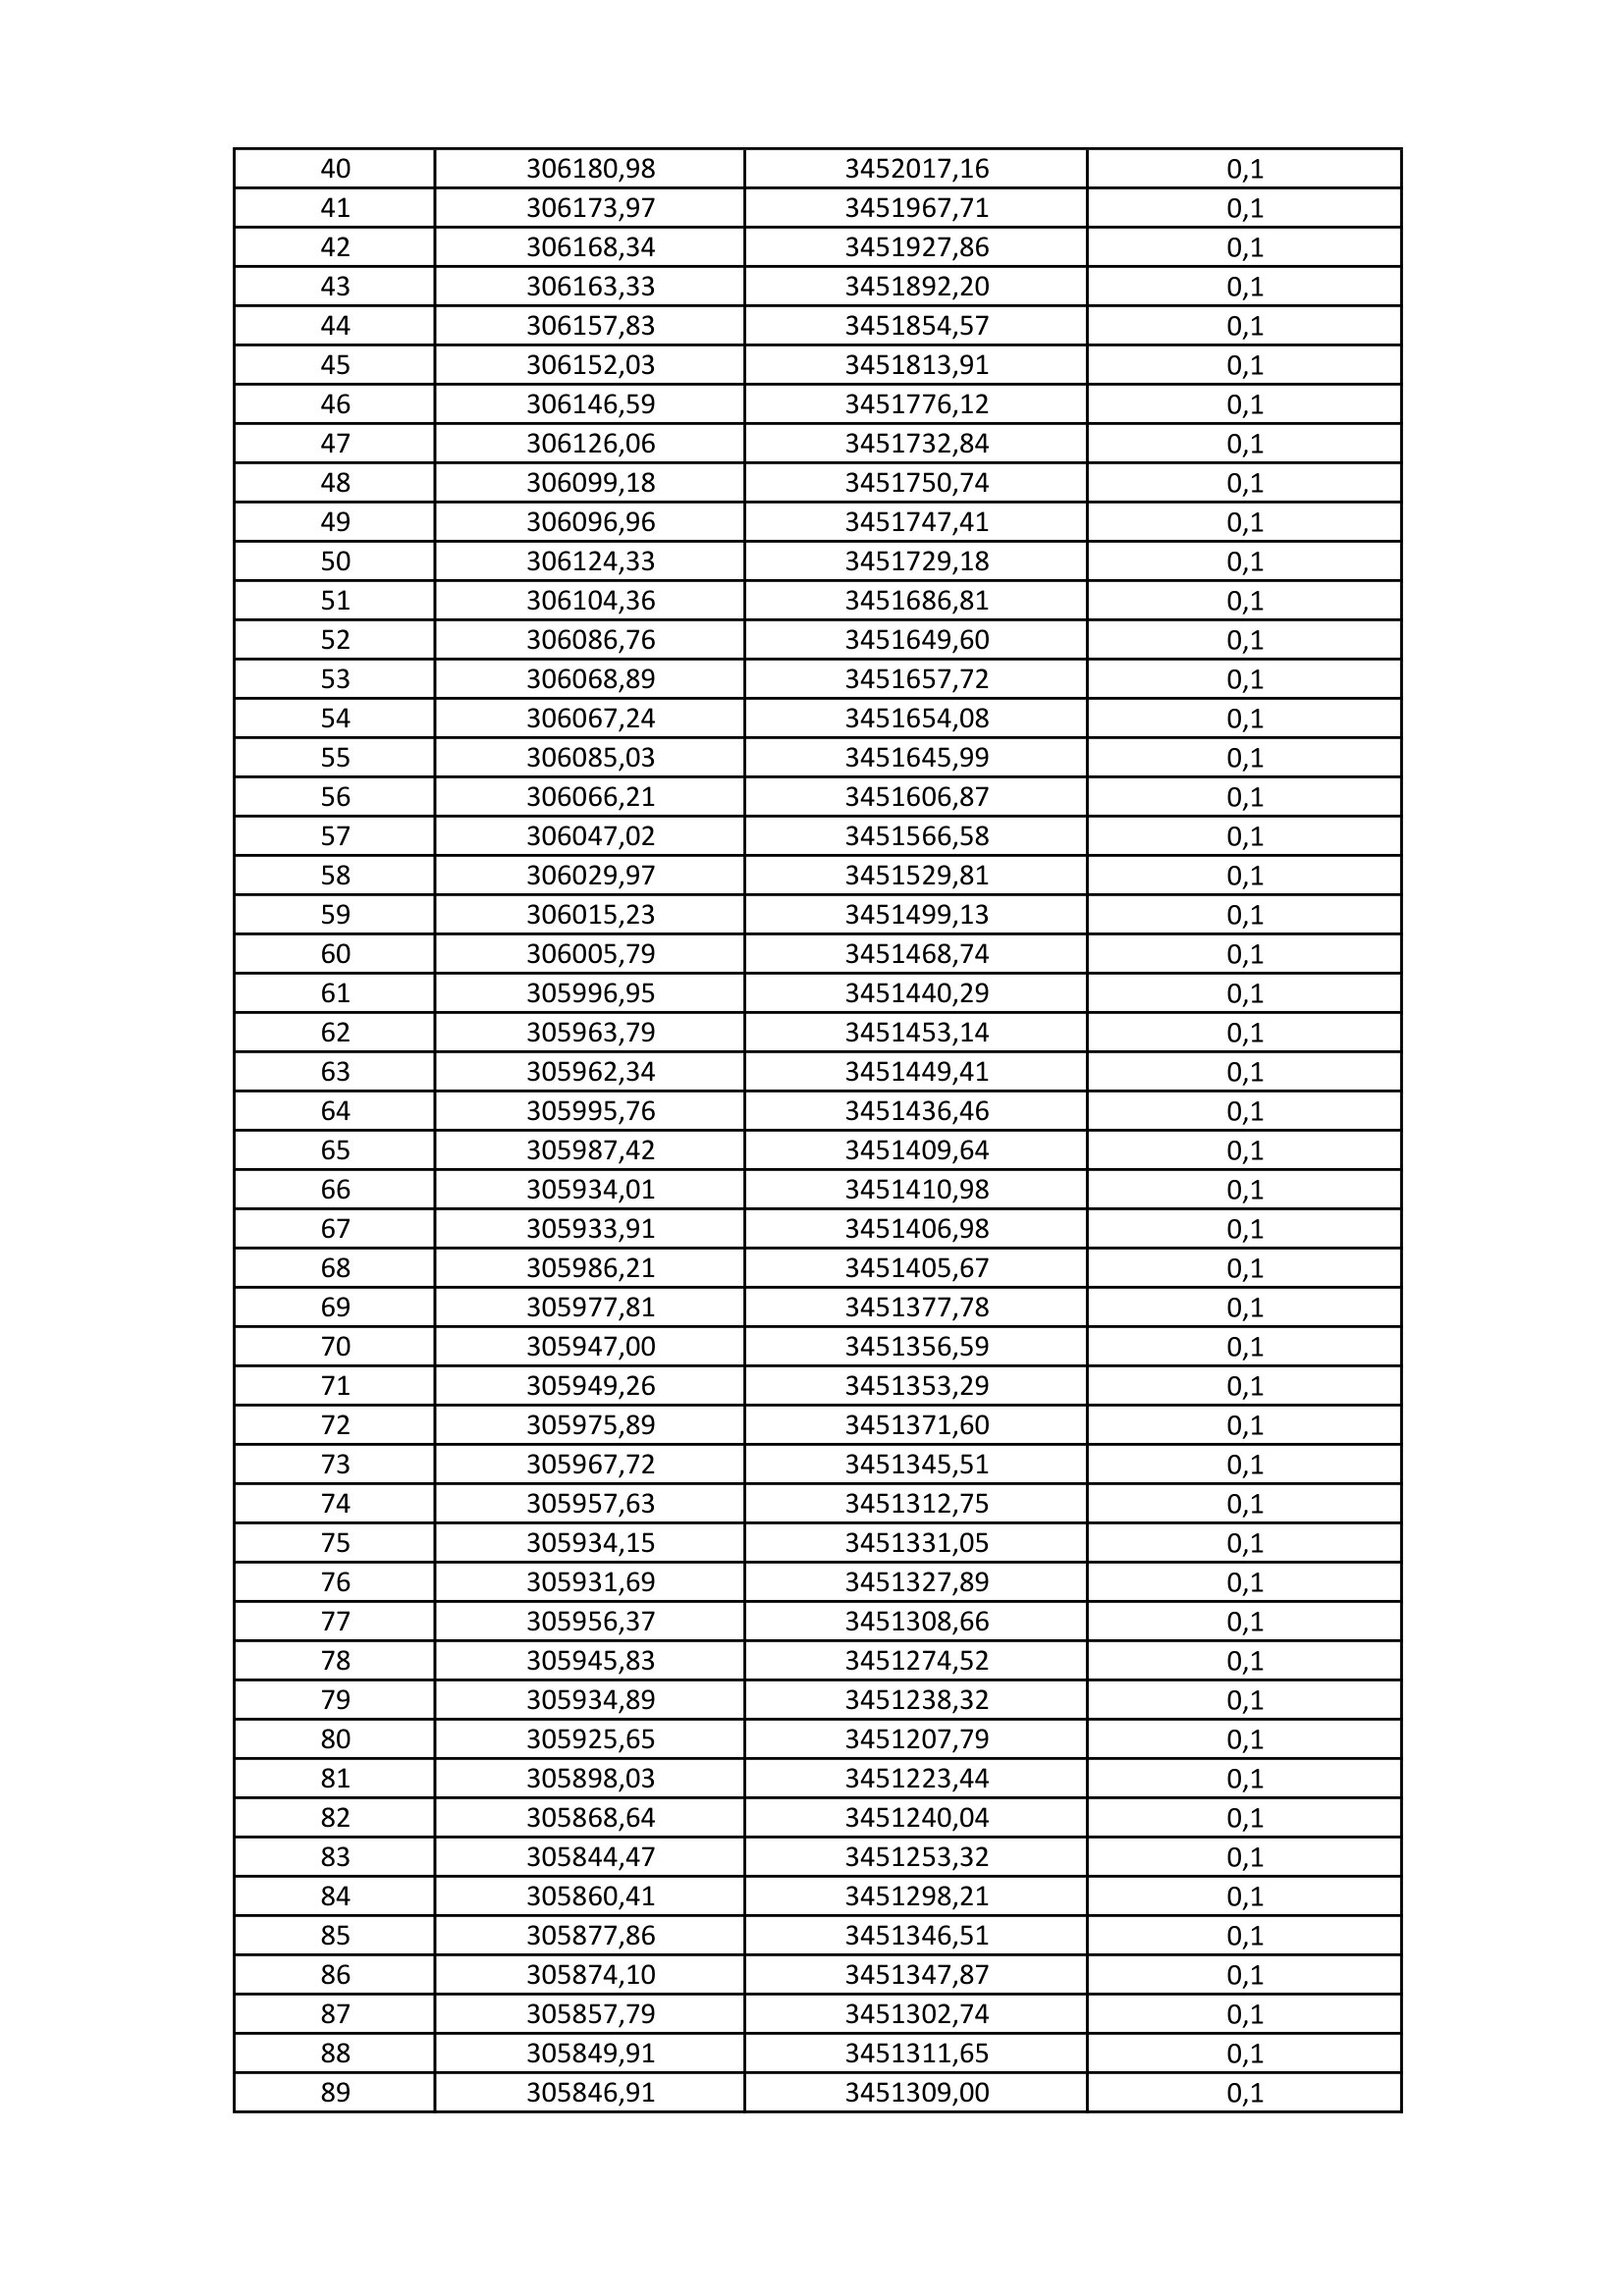 40 306180,98 3452017,16 0,1
41 306173,97 3451967,71 0,1
42 306168,34 3451927,86 0,1
43 306163,33 3451892,20 0,1
44 306157,83 3451854,57 0,1
45 306152,03 3451813,91 0,1
46 306146,59 3451776,12 0,1
47 306126,06 3451732,84 0,1
48 306099,18 3451750,74 0,1
49 306096,96 3451747,41 0,1
50 306124,33 3451729,18 0,1
51 306104,36 3451686,81 0,1
52 306086,76 3451649,60 0,1
53 306068,89 3451657,72 0,1
54 306067,24 3451654,08 0,1
55 306085,03 3451645,99 0,1
56 306066,21 3451606,87 0,1
57 306047,02 3451566,58 0,1
58 306029,97 3451529,81 0,1
59 306015,23 3451499,13 0,1
60 306005,79 3451468,74 0,1
61 305996,95 3451440,29 0,1
62 305963,79 3451453,14 0,1
63 305962,34 3451449,41 0,1
64 305995,76 3451436,46 0,1
65 305987,42 3451409,64 0,1
66 305934,01 3451410,98 0,1
67 305933,91 3451406,98 0,1
68 305986,21 3451405,67 0,1
69 305977,81 3451377,78 0,1
70 305947,00 3451356,59 0,1
71 305949,26 3451353,29 0,1
72 305975,89 3451371,60 0,1
73 305967,72 3451345,51 0,1
74 305957,63 3451312,75 0,1
75 305934,15 3451331,05 0,1
76 305931,69 3451327,89 0,1
77 305956,37 3451308,66 0,1
78 305945,83 3451274,52 0,1
79 305934,89 3451238,32 0,1
80 305925,65 3451207,79 0,1
81 305898,03 3451223,44 0,1
82 305868,64 3451240,04 0,1
83 305844,47 3451253,32 0,1
84 305860,41 3451298,21 0,1
85 305877,86 3451346,51 0,1
86 305874,10 3451347,87 0,1
87 305857,79 3451302,74 0,1
88 305849,91 3451311,65 0,1
89 305846,91 3451309,00 0,1